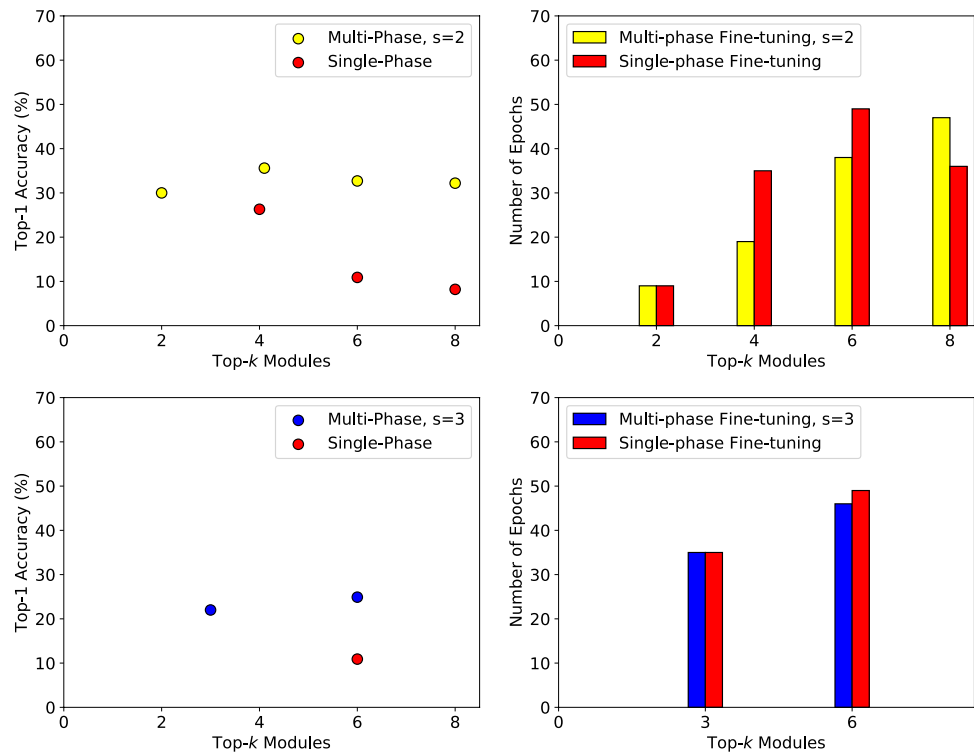 70
60
50
40
30
20
10
0
Top-1 Accuracy (%)
Multi-Phase, s=2
Single-Phase
0 2 4 6 8
Top-k Modules
70
60
50
40
30
20
10
0
Number of Epochs
Multi-phase Fine-tuning, s=2
Single-phase Fine-tuning
0 2 4 6 8
Top-k Modules
70
60
50
40
30
20
10
0
Top-1 Accuracy (%)
Multi-Phase, s=3
Single-Phase
0 2 4 6 8
Top-k Modules
70
60
50
40
30
20
10
0
Number of Epochs
Multi-phase Fine-tuning, s=3
Single-phase Fine-tuning
0 3 6
Top-k Modules